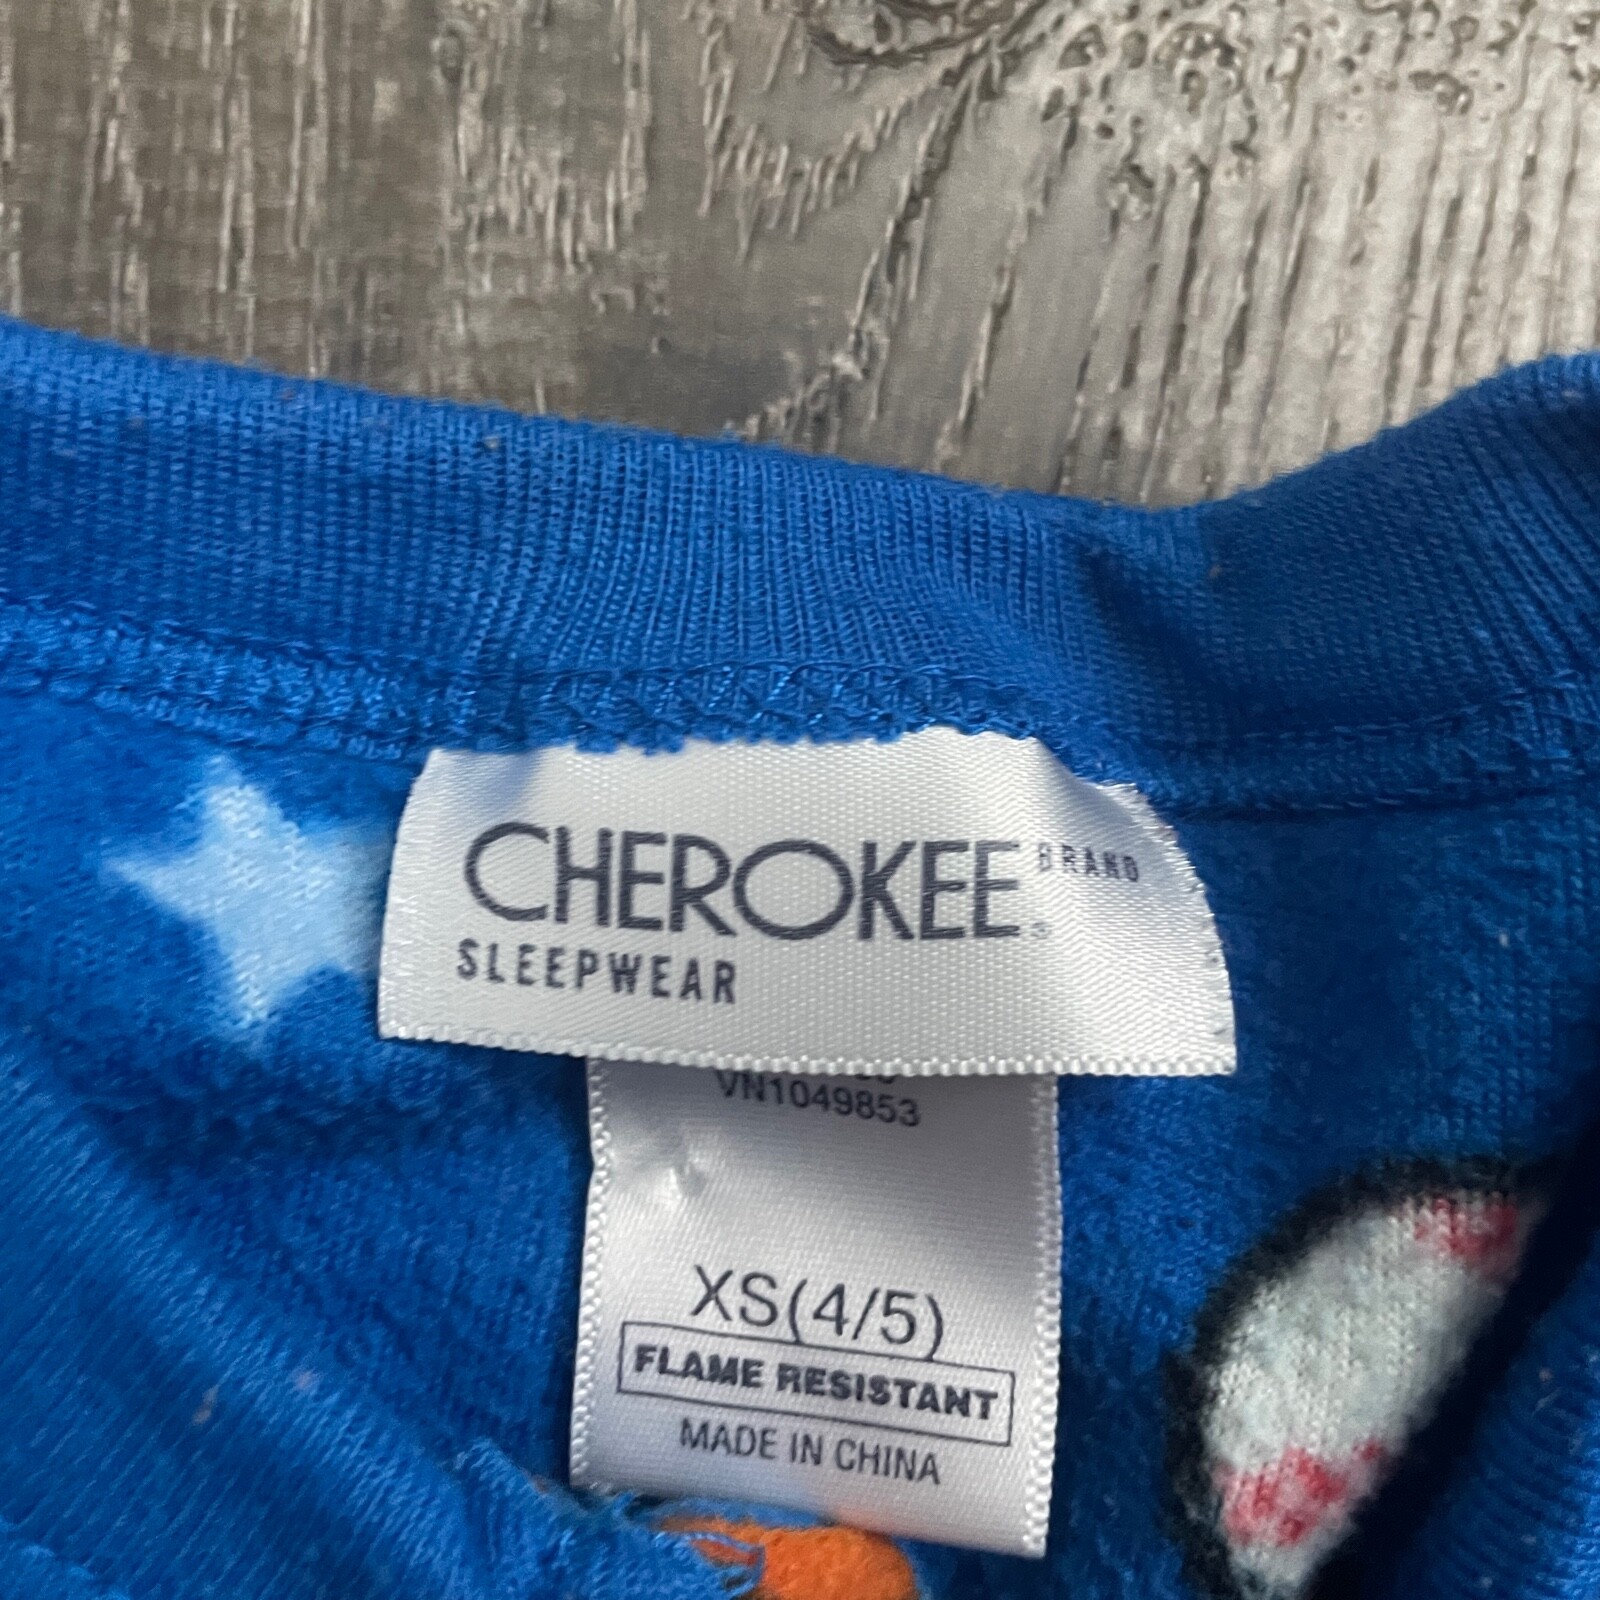 CHEROKEE BRAND
SLEEPWEAR
VN1049853
XS(4/5)
FLAME RESISTANT
MADE IN CHINA